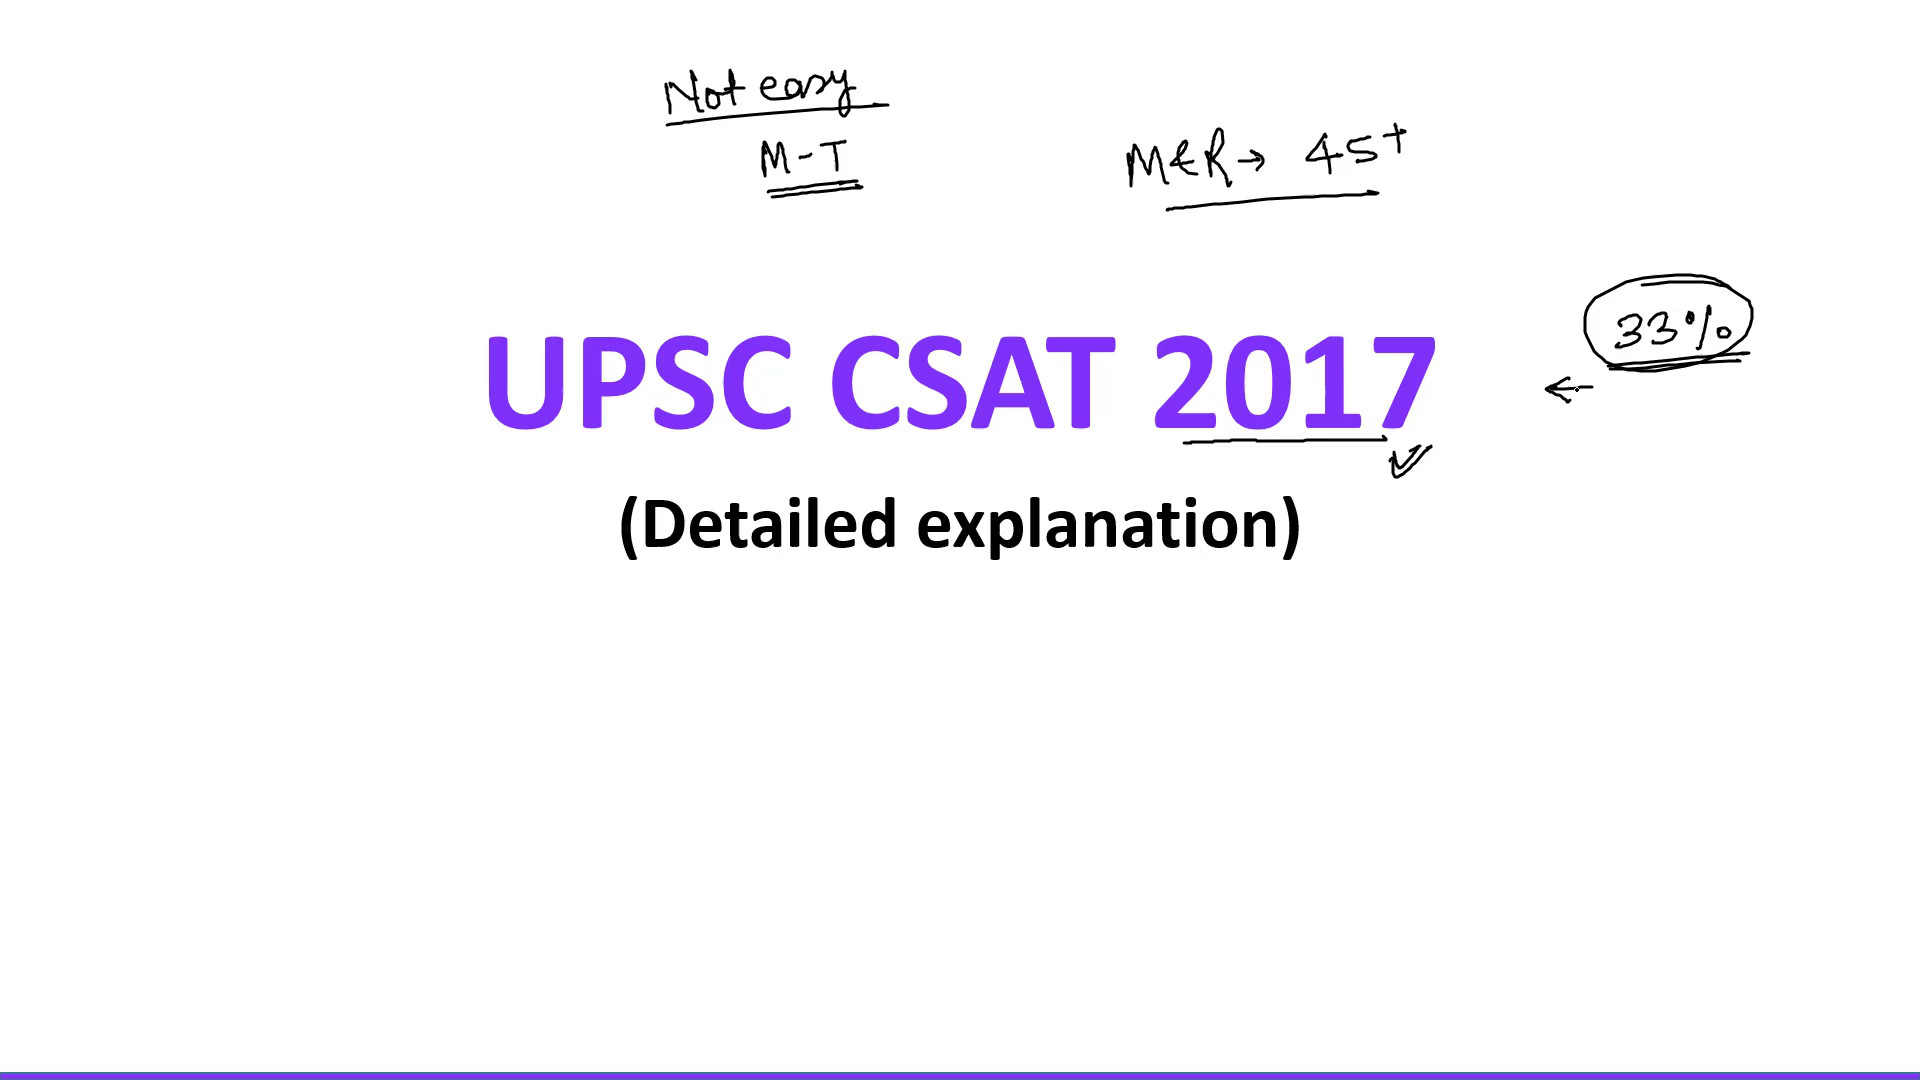 Not easy
M-T
M&R→ 45+
33%
UPSC CSAT 2017
(Detailed explanation)